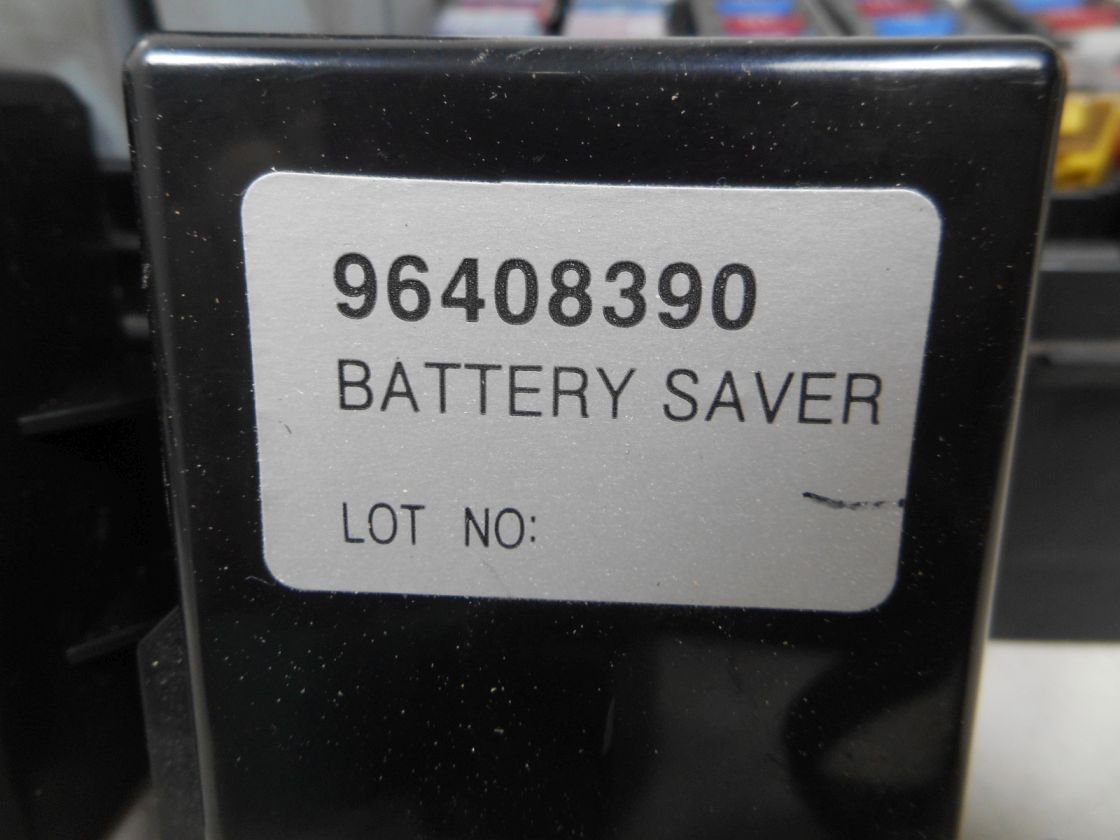 96408390
BATTERY SAVER
LOT NO: